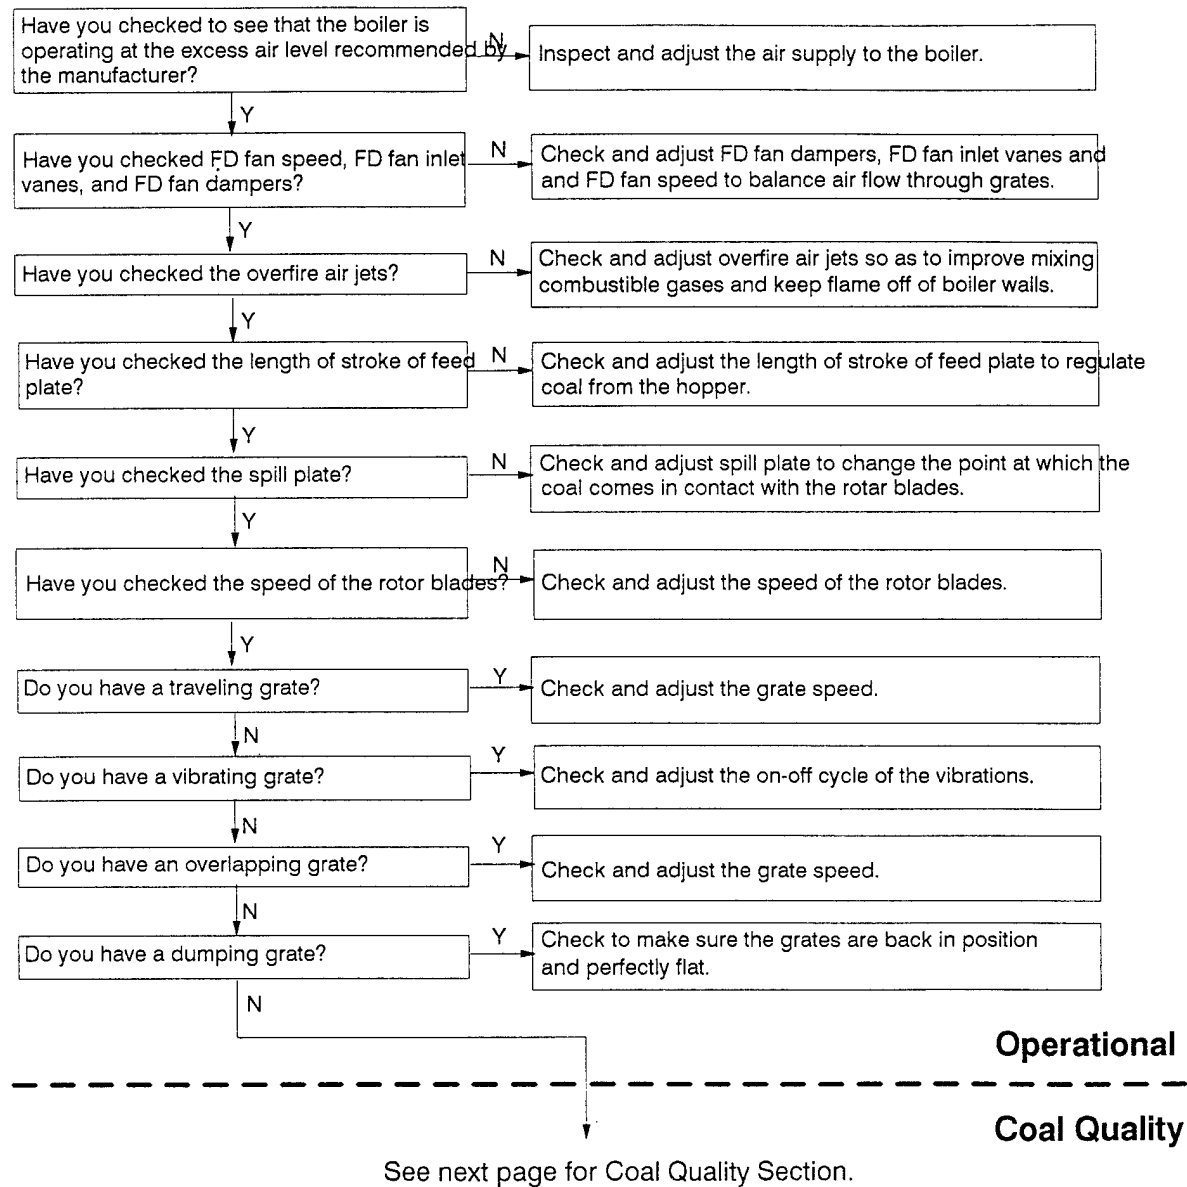 Have you checked to see that the boiler is
operating at the excess air level recommended by
the manufacturer?
N
Inspect and adjust the air supply to the boiler.
Y
Have you checked FD fan speed, FD fan inlet
vanes, and FD fan dampers?
N
Check and adjust FD fan dampers, FD fan inlet vanes and
and FD fan speed to balance air flow through grates.
Y
Have you checked the overfire air jets?
N
Check and adjust overfire air jets so as to improve mixing
combustible gases and keep flame off of boiler walls.
Y
Have you checked the length of stroke of feed
plate?
N
Check and adjust the length of stroke of feed plate to regulate
coal from the hopper.
Y
Have you checked the spill plate?
N
Check and adjust spill plate to change the point at which the
coal comes in contact with the rotar blades.
Y
Have you checked the speed of the rotor blades?
N
Check and adjust the speed of the rotor blades.
Y
Do you have a traveling grate?
Y
Check and adjust the grate speed.
N
Do you have a vibrating grate?
Y
Check and adjust the on-off cycle of the vibrations.
N
Do you have an overlapping grate?
Y
Check and adjust the grate speed.
N
Do you have a dumping grate?
Y
Check to make sure the grates are back in position
and perfectly flat.
N
Operational
Coal Quality
See next page for Coal Quality Section.